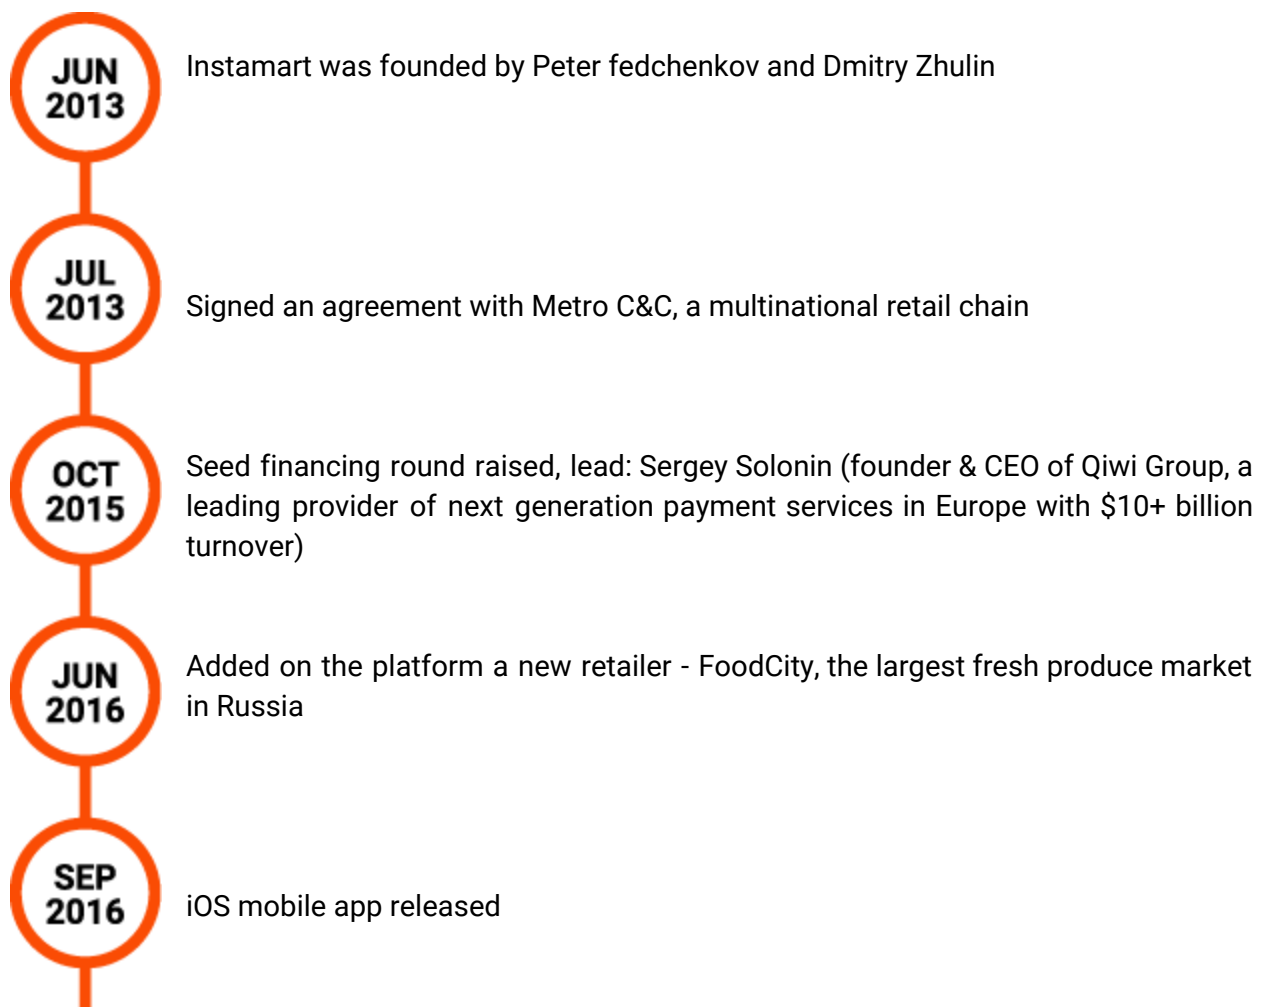 JUN
2013
Instamart was founded by Peter fedchenkov and Dmitry Zhulin
JUL
2013
Signed an agreement with Metro C&C, a multinational retail chain
OCT
2015
Seed financing round raised, lead: Sergey Solonin (founder & CEO of Qiwi Group, a
leading provider of next generation payment services in Europe with $10+ billion
turnover)
JUN
2016
Added on the platform a new retailer - FoodCity, the largest fresh produce market
in Russia
SEP
2016
iOS mobile app released